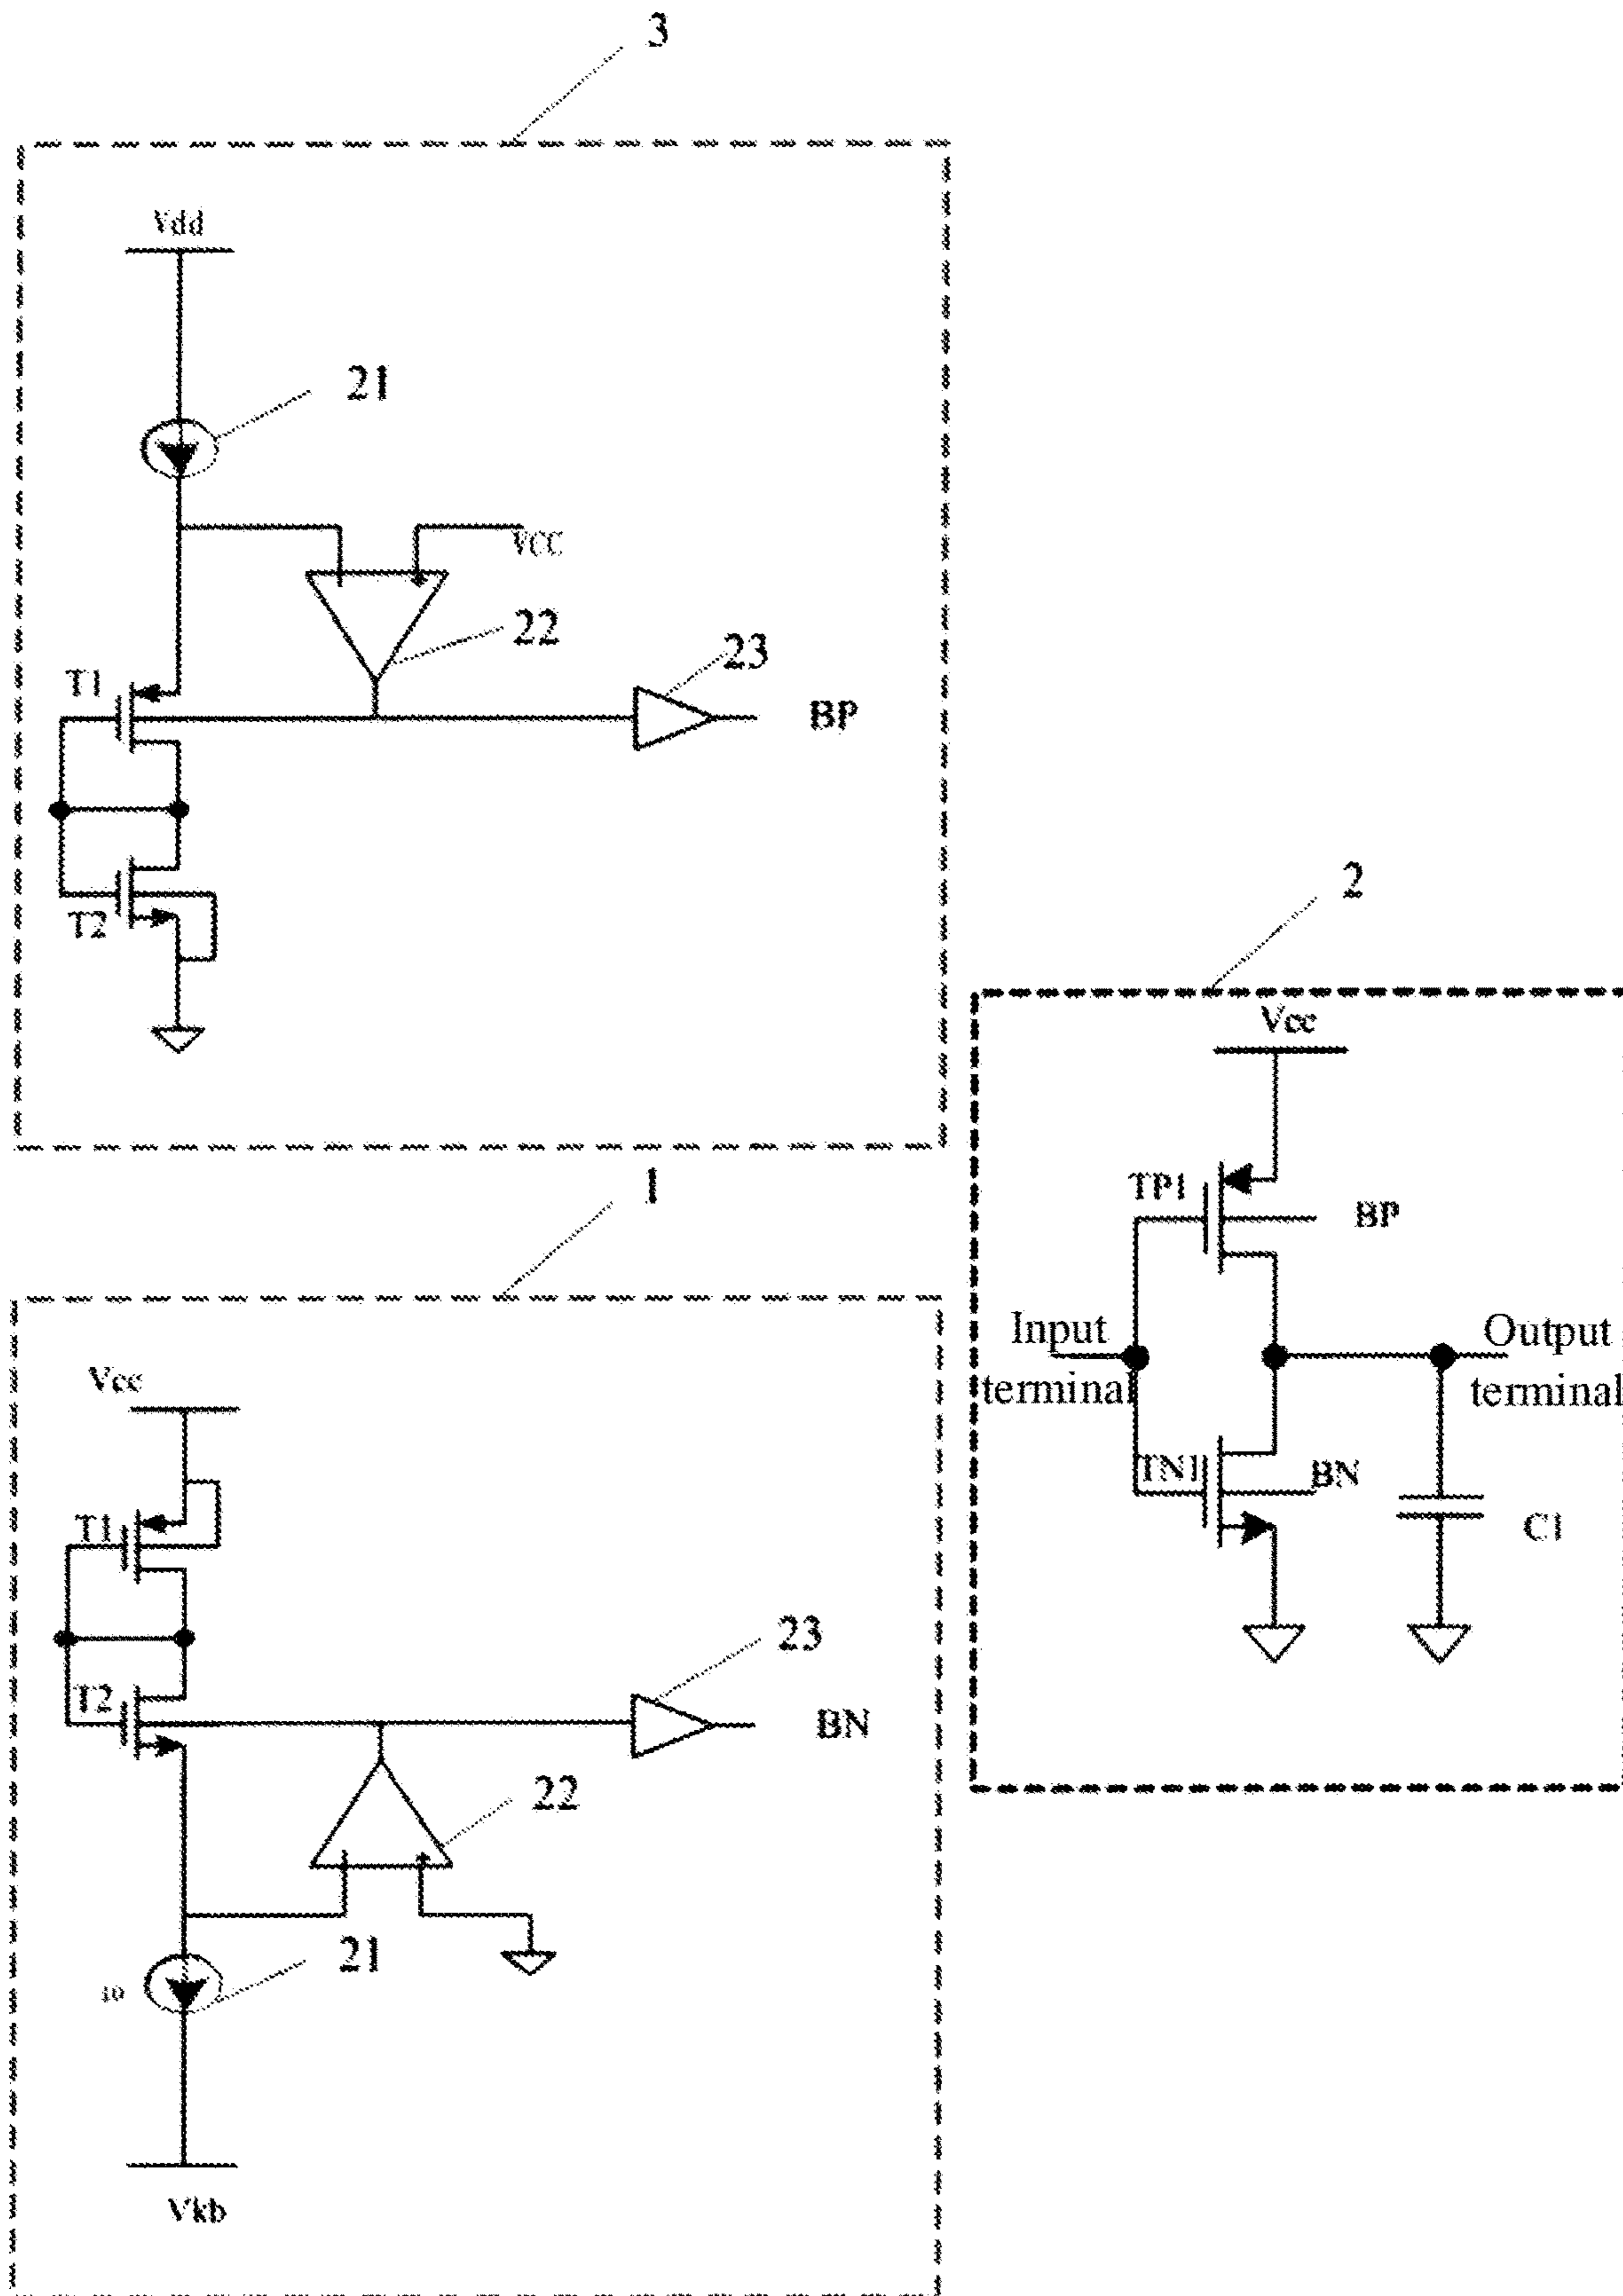 3
Vdd
21
VCC
22
23
T1
BP
T2
2
Vcc
TP1
BP
Input
terminal
Output
terminal
TN1
BN
C1
1
Vcc
T1
23
T2
BN
22
21
I0
Vkb